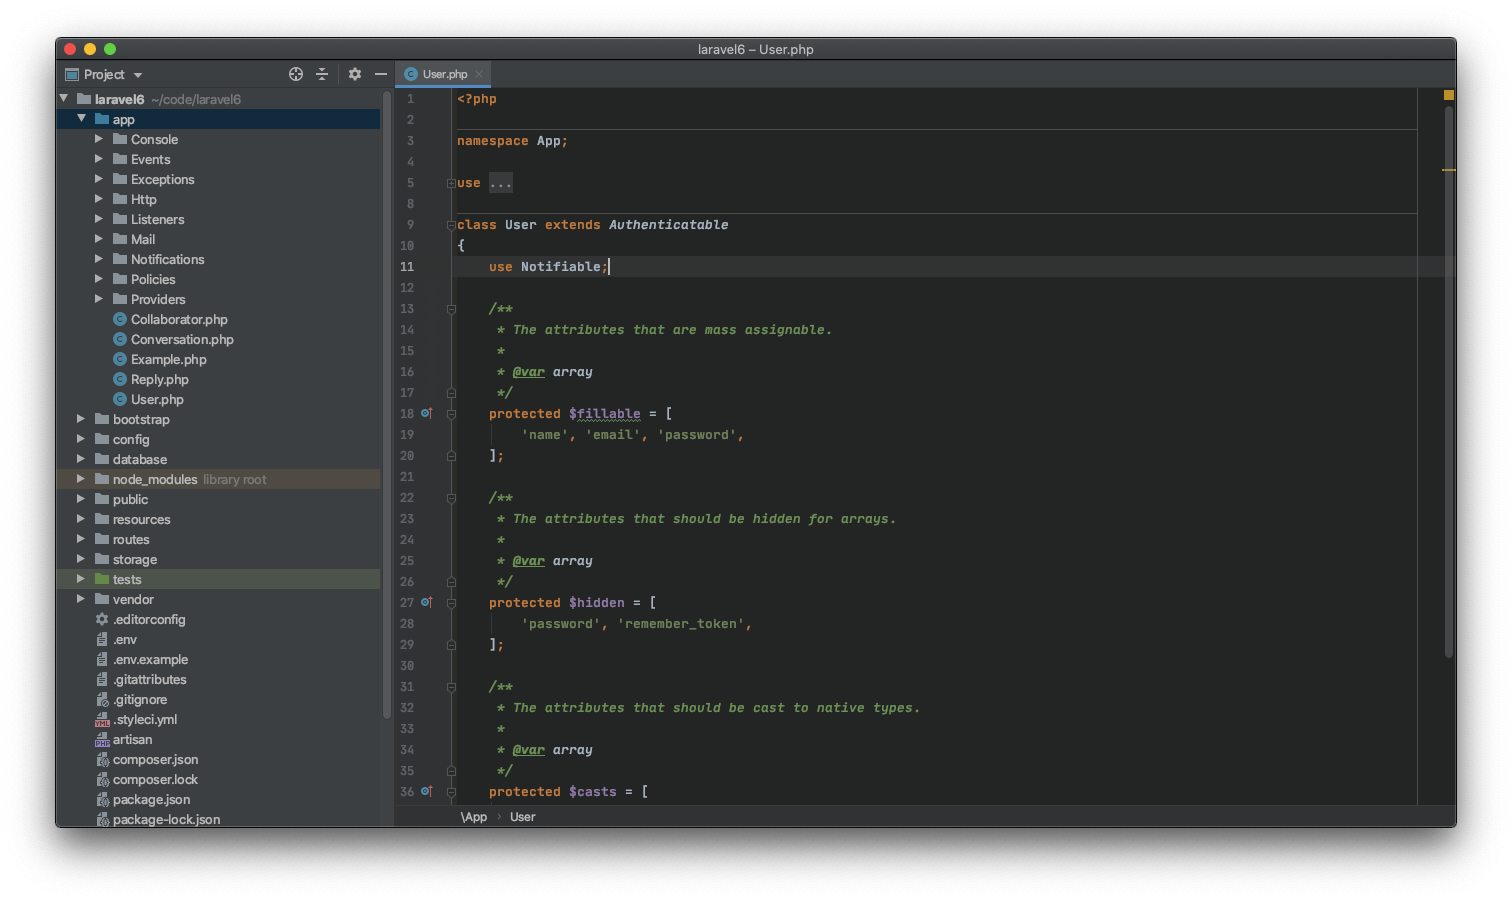 laravel6 – User.php
Project
laravel6 ~/code/laravel6
app
Console
Events
Exceptions
Http
Listeners
Mail
Notifications
Policies
Providers
C Collaborator.php
C Conversation.php
C Example.php
C Reply.php
C User.php
bootstrap
config
database
node_modules library root
public
resources
routes
storage
tests
vendor
.editorconfig
.env
.env.example
.gitattributes
.gitignore
YML .styleci.yml
PHP artisan
composer.json
composer.lock
package.json
package-lock.json
C User.php
1 <?php
2
3 namespace App;
4
5 use ...
8
9 class User extends Authenticatable
10 {
11 use Notifiable;
12
13 /**
14 * The attributes that are mass assignable.
15 *
16 * @var array
17 */
18 protected $fillable = [
19 'name', 'email', 'password',
20 ];
21
22 /**
23 * The attributes that should be hidden for arrays.
24 *
25 * @var array
26 */
27 protected $hidden = [
28 'password', 'remember_token',
29 ];
30
31 /**
32 * The attributes that should be cast to native types.
33 *
34 * @var array
35 */
36 protected $casts = [
\App › User